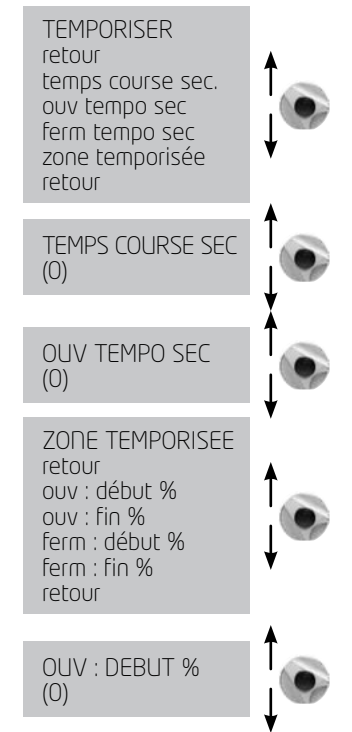 TEMPORISER
retour
temps course sec.
ouv tempo sec
ferm tempo sec
zone temporisée
retour
TEMPS COURSE SEC
(0)
OUV TEMPO SEC
(0)
ZONE TEMPORISEE
retour
ouv : début %
ouv : fin %
ferm : début %
ferm : fin %
retour
OUV : DEBUT %
(0)